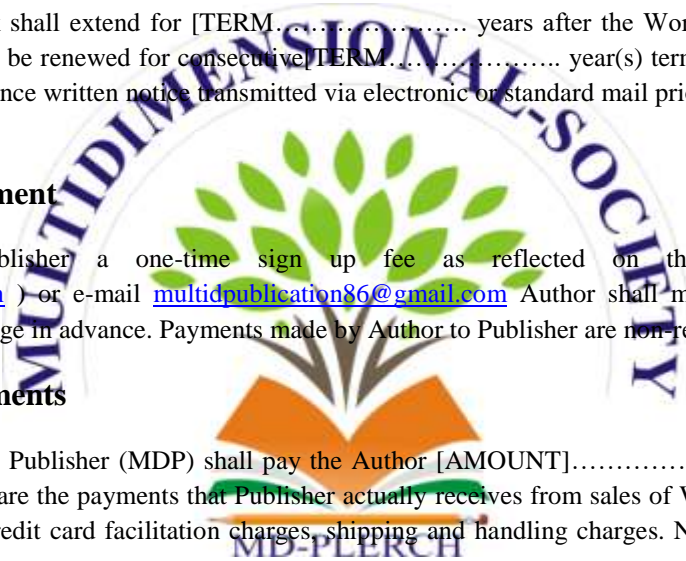 shall extend for [TERM………………… years after the Wor
be renewed for consecutive[TERM……………….. year(s) term
nce written notice transmitted via electronic or standard mail prio
ment
blisher a one-time sign up fee as reflected on th
) or e-mail multidpublication86@gmail.com Author shall m
ge in advance. Payments made by Author to Publisher are non-re
ments
Publisher (MDP) shall pay the Author [AMOUNT]……………
are the payments that Publisher actually receives from sales of W
redit card facilitation charges, shipping and handling charges. N
MULTIDIMENSIONAL-SOCIETY
MD-PLERCH